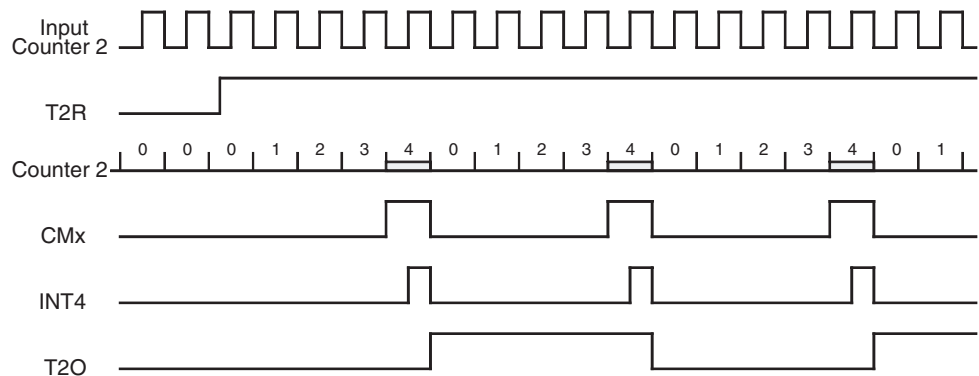 Input
Counter 2
T2R
0 0 0 1 2 3 4 0 1 2 3 4 0 1 2 3 4 0 1
Counter 2
CMx
INT4
T2O